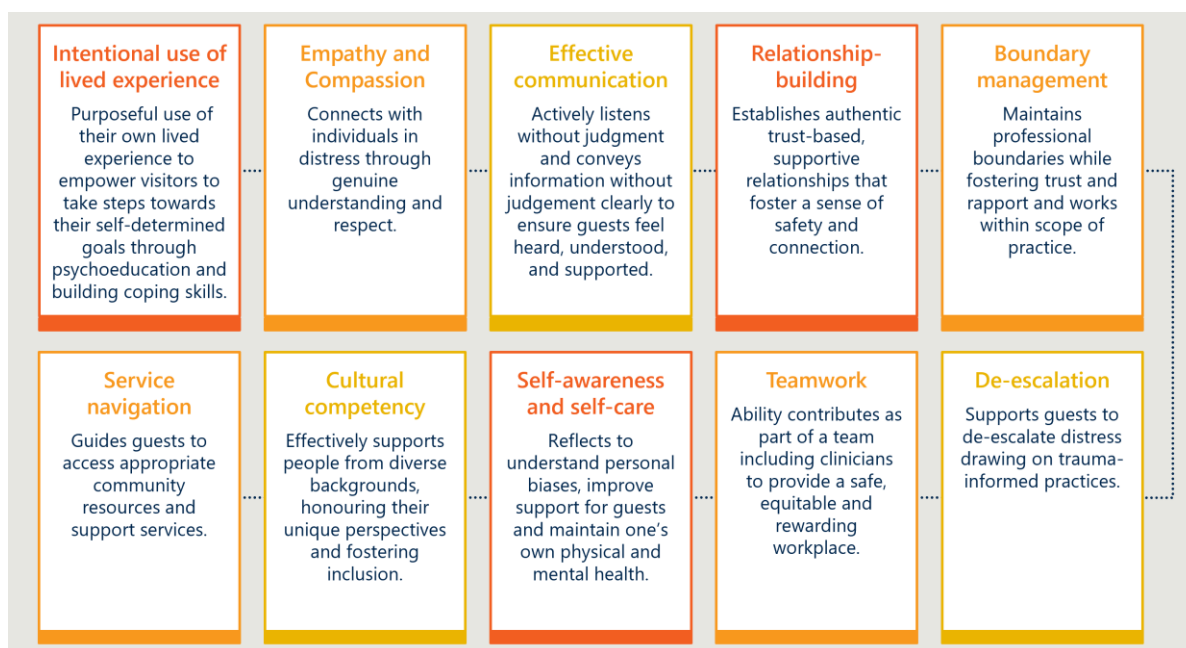 Intentional use of
lived experience
Purposeful use of
their own lived
experience to
empower visitors to
take steps towards
their self-determined
goals through
psychoeducation and
building coping skills.
Empathy and
Compassion
Connects with
individuals in
distress through
genuine
understanding and
respect.
Effective
communication
Actively listens
without judgment
and conveys
information without
judgement clearly to
ensure guests feel
heard, understood,
and supported.
Relationship-
building
Establishes authentic
trust-based,
supportive
relationships that
foster a sense of
safety and
connection.
Boundary
management
Maintains
professional
boundaries while
fostering trust and
rapport and works
within scope of
practice.
Service
navigation
Guides guests to
access appropriate
community
resources and
support services.
Cultural
competency
Effectively supports
people from diverse
backgrounds,
honouring their
unique perspectives
and fostering
inclusion.
Self-awareness
and self-care
Reflects to
understand personal
biases, improve
support for guests
and maintain one's
own physical and
mental health.
Teamwork
Ability contributes as
part of a team
including clinicians
to provide a safe,
equitable and
rewarding
workplace.
De-escalation
Supports guests to
de-escalate distress
drawing on trauma-
informed practices.